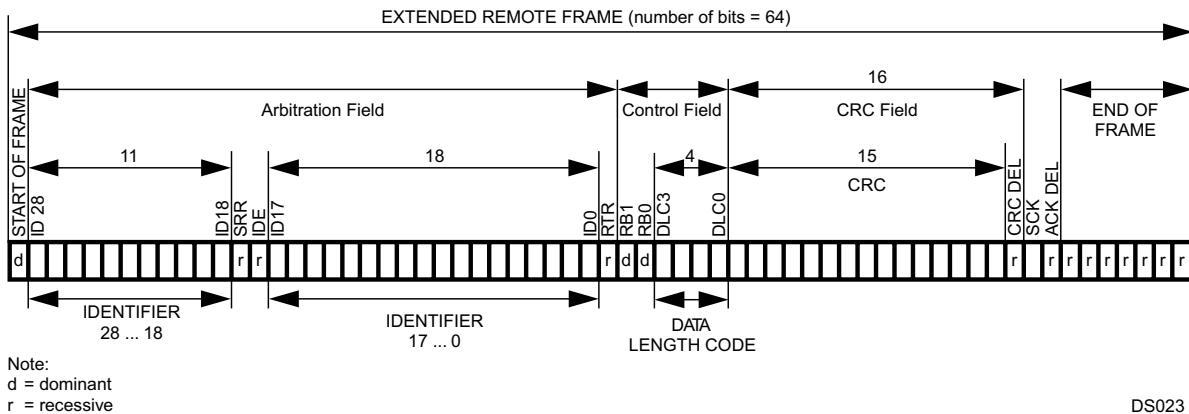 EXTENDED REMOTE FRAME (number of bits = 64)
16
START OF FRAME
Arbitration Field
Control Field
CRC Field
END OF
FRAME
11
18
4
15
CRC
ID 28
ID18
SRR
IDE
ID17
ID0
RTR
RB1
RB0
DLC3
DLC0
CRC DEL
SCK
ACK DEL
d r r r d d r r r r r r r r r
IDENTIFIER
28 ... 18
IDENTIFIER
17 ... 0
DATA
LENGTH CODE
Note:
d = dominant
r = recessive
DS023